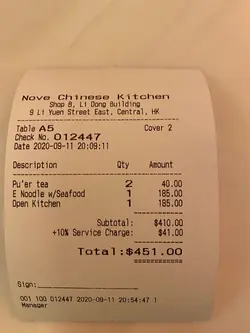 Nove Chinese Kitchen
Shop B, Li Dong Building
9 Li Yuen Street East, Central, HK
Table A5 Cover 2
Check No. 012447
Date 2020-09-11 20:09:11
Description Qty Amount
Pu'er tea 2 40.00
E Noodle w/Seafood 1 185.00
Open Kitchen 1 185.00
Subtotal: $410.00
+10% Service Charge: $41.00
Total:$451.00
Sign:
001 100 012447 2020-09-11 20:54:47 1
Manager